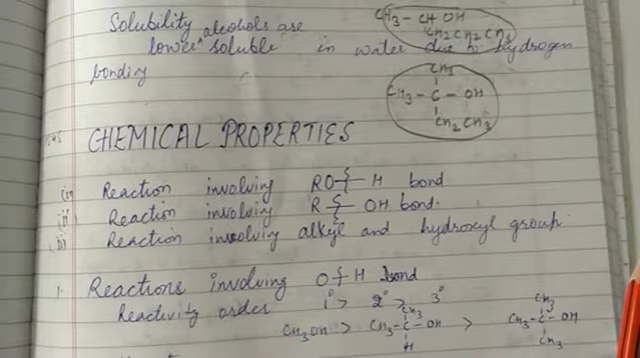 CH3 - CH OH
CH2 CH2 CH3
Solubility alcohols are
lower ^ soluble in water due to hydrogen
bonding
CH3
CH3 - C - OH
CH2 CH3
CHEMICAL PROPERTIES
(i) Reaction involving RO ⌇ H bond
(ii) Reaction involving R ⌇ OH bond.
(iii) Reaction involving alkyl and hydroxyl group.
1. Reactions involving O ⌇ H bond
Reactivity order 1° > 2° > 3°
CH3 CH3
CH3OH > CH3 - C - OH > CH3 - C - OH
H CH3